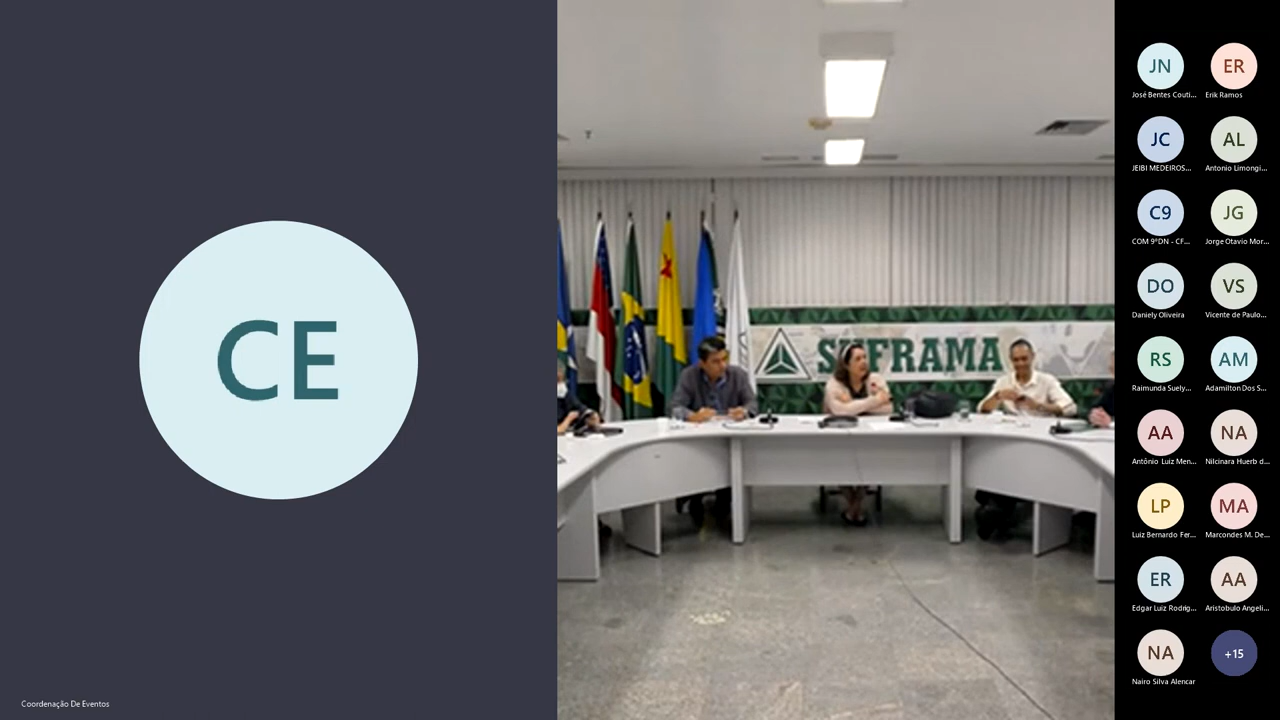 CE
Coordenação De Eventos
SUFRAMA
JN
José Bentes Couti...
ER
Erik Ramos
JC
JEIBI MEDEIROS...
AL
Antonio Limongi...
C9
COM 9ºDN - CF...
JG
Jorge Otavio Mor...
DO
Daniely Oliveira
VS
Vicente de Paulo...
RS
Raimunda Suely...
AM
Adamilton Dos S...
AA
Antônio Luiz Men...
NA
Nilcinara Huerb d...
LP
Luiz Bernardo Fer...
MA
Marcondes M. De...
ER
Edgar Luiz Rodrig...
AA
Aristobulo Angeli...
NA
Nairo Silva Alencar
+15